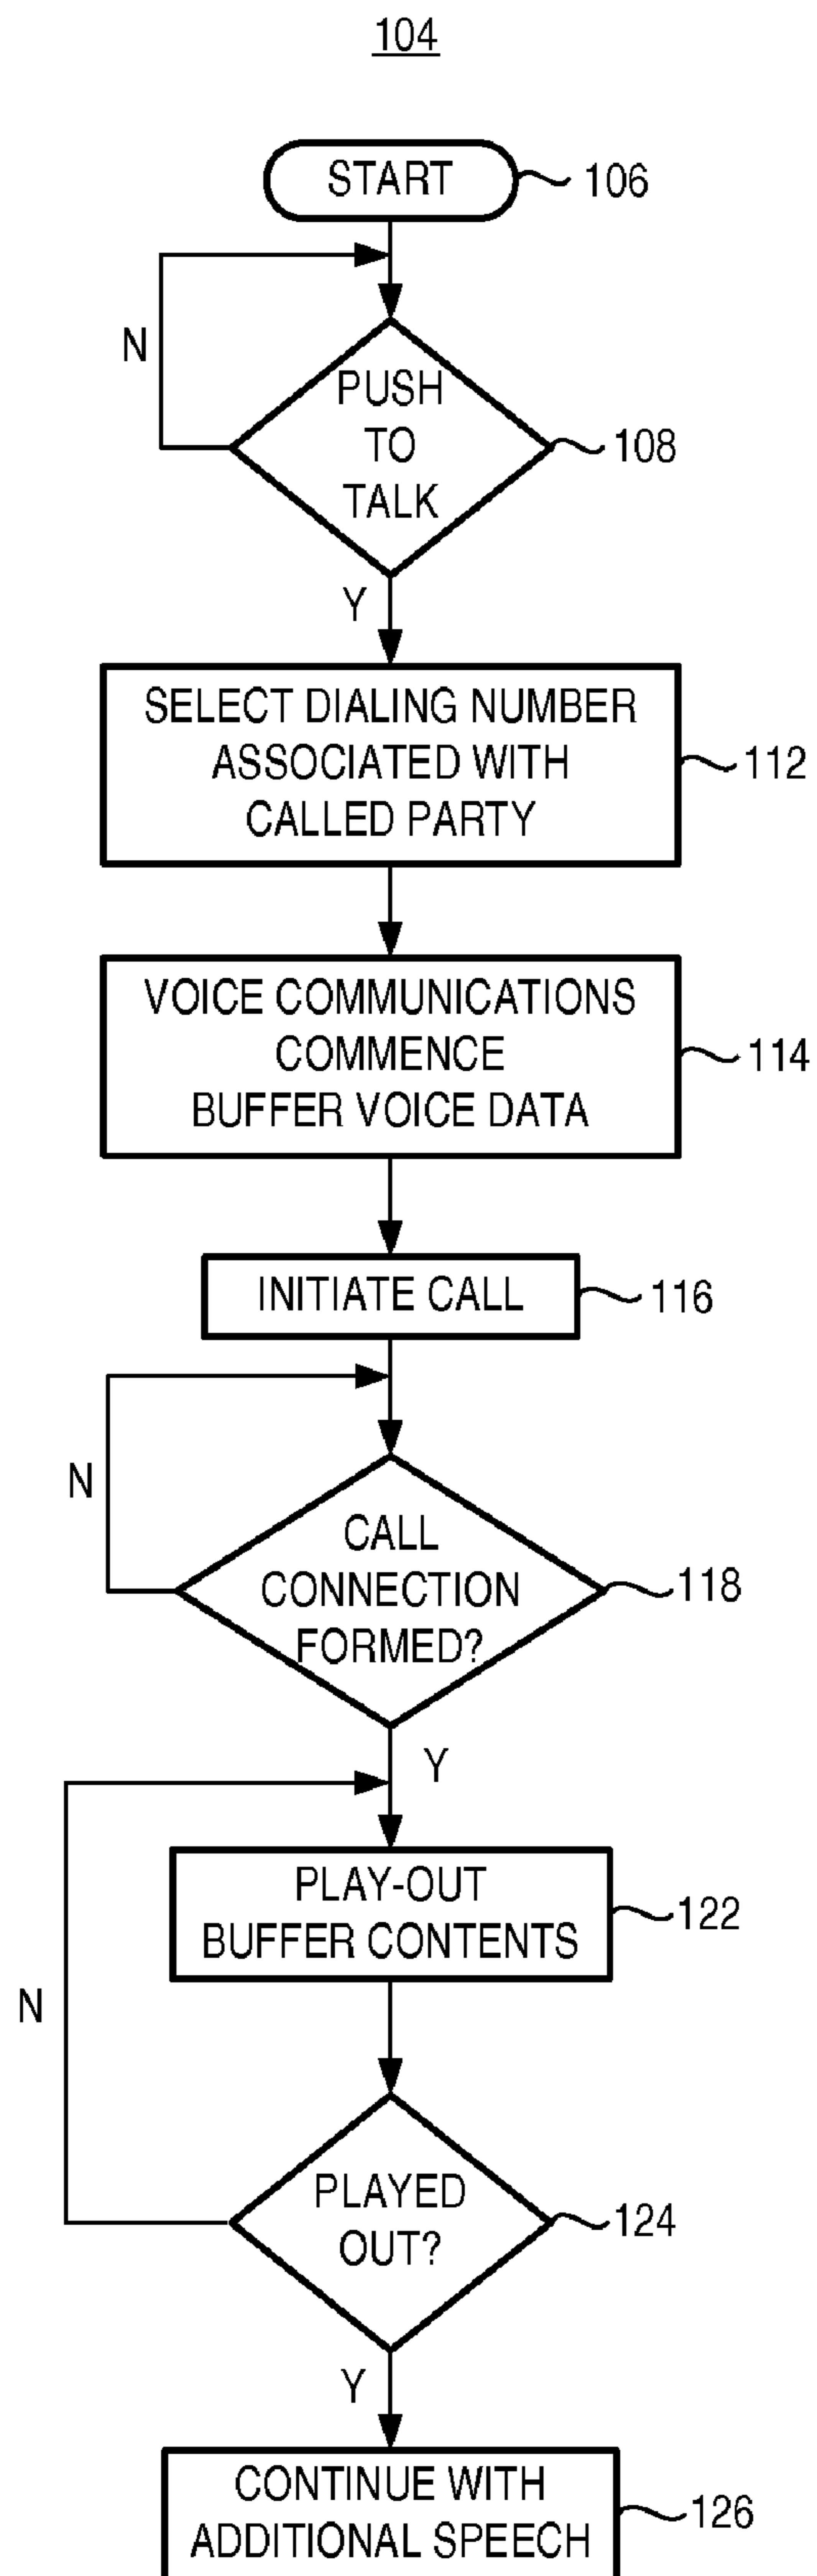 104
START
106
N
PUSH
TO
TALK
108
Y
SELECT DIALING NUMBER
ASSOCIATED WITH
CALLED PARTY
112
VOICE COMMUNICATIONS
COMMENCE
BUFFER VOICE DATA
114
INITIATE CALL
116
N
CALL
CONNECTION
FORMED?
118
Y
PLAY-OUT
BUFFER CONTENTS
122
N
PLAYED
OUT?
124
Y
CONTINUE WITH
ADDITIONAL SPEECH
126